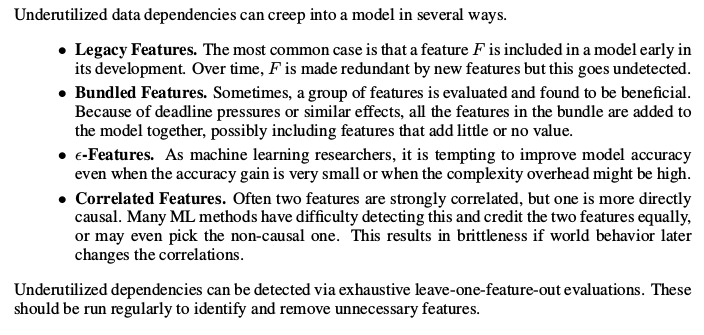 Underutilized data dependencies can creep into a model in several ways.
• Legacy Features. The most common case is that a feature F is included in a model early in
its development. Over time, F is made redundant by new features but this goes undetected.
• Bundled Features. Sometimes, a group of features is evaluated and found to be beneficial.
Because of deadline pressures or similar effects, all the features in the bundle are added to
the model together, possibly including features that add little or no value.
• ϵ-Features. As machine learning researchers, it is tempting to improve model accuracy
even when the accuracy gain is very small or when the complexity overhead might be high.
• Correlated Features. Often two features are strongly correlated, but one is more directly
causal. Many ML methods have difficulty detecting this and credit the two features equally,
or may even pick the non-causal one. This results in brittleness if world behavior later
changes the correlations.
Underutilized dependencies can be detected via exhaustive leave-one-feature-out evaluations. These
should be run regularly to identify and remove unnecessary features.